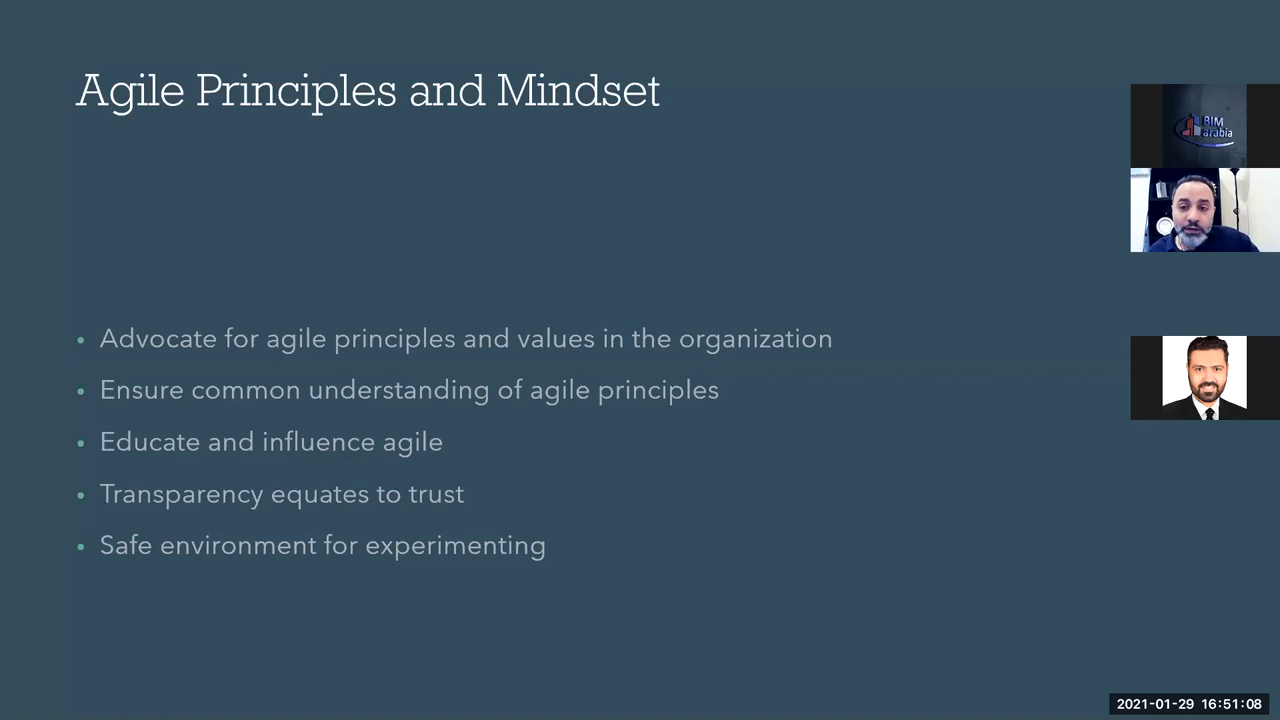 Agile Principles and Mindset
BIM
arabia
• Advocate for agile principles and values in the organization
• Ensure common understanding of agile principles
• Educate and influence agile
• Transparency equates to trust
• Safe environment for experimenting
2021-01-29 16:51:08